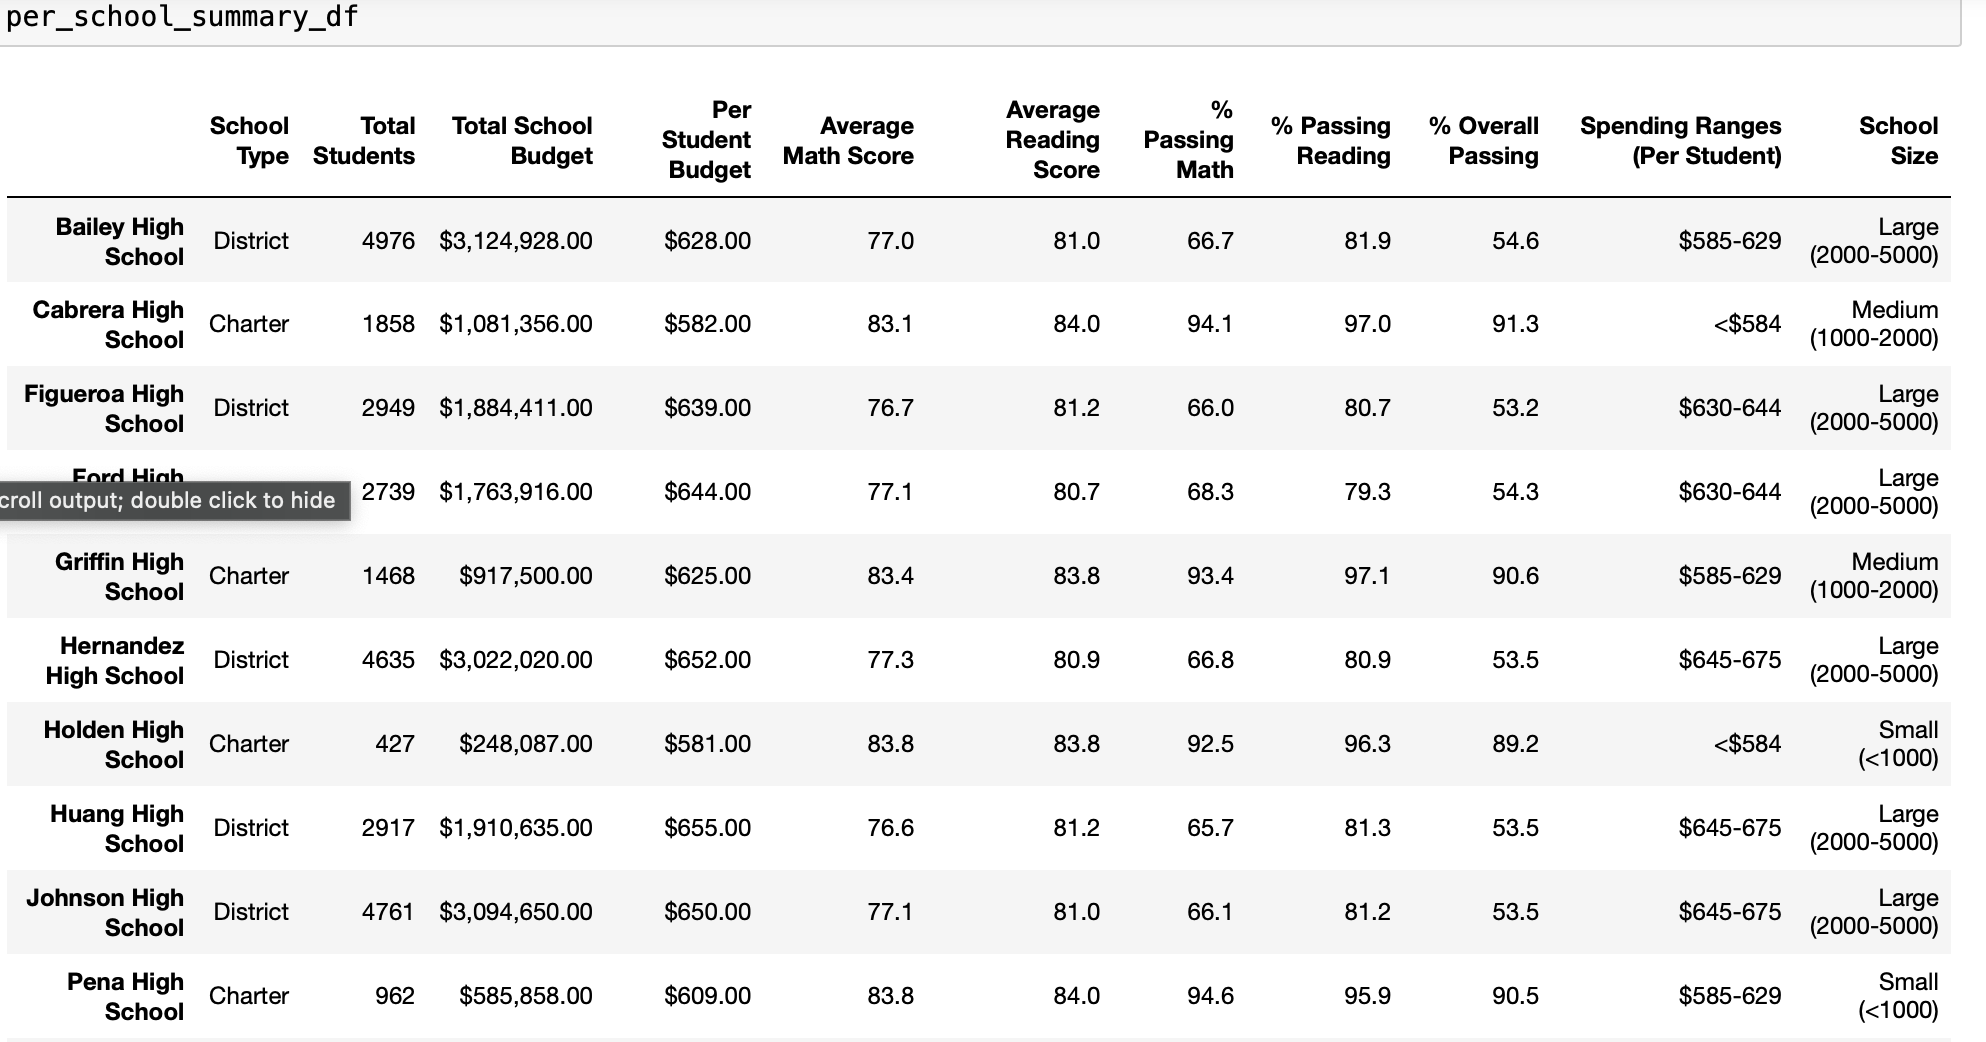 per_school_summary_df
School Type Total Students Total School Budget Per Student Budget Average Math Score Average Reading Score % Passing Math % Passing Reading % Overall Passing Spending Ranges (Per Student) School Size
Bailey High School District 4976 $3,124,928.00 $628.00 77.0 81.0 66.7 81.9 54.6 $585-629 Large (2000-5000)
Cabrera High School Charter 1858 $1,081,356.00 $582.00 83.1 84.0 94.1 97.0 91.3 <$584 Medium (1000-2000)
Figueroa High School District 2949 $1,884,411.00 $639.00 76.7 81.2 66.0 80.7 53.2 $630-644 Large (2000-5000)
Ford High 2739 $1,763,916.00 $644.00 77.1 80.7 68.3 79.3 54.3 $630-644 Large (2000-5000)
croll output; double click to hide
Griffin High School Charter 1468 $917,500.00 $625.00 83.4 83.8 93.4 97.1 90.6 $585-629 Medium (1000-2000)
Hernandez High School District 4635 $3,022,020.00 $652.00 77.3 80.9 66.8 80.9 53.5 $645-675 Large (2000-5000)
Holden High School Charter 427 $248,087.00 $581.00 83.8 83.8 92.5 96.3 89.2 <$584 Small (<1000)
Huang High School District 2917 $1,910,635.00 $655.00 76.6 81.2 65.7 81.3 53.5 $645-675 Large (2000-5000)
Johnson High School District 4761 $3,094,650.00 $650.00 77.1 81.0 66.1 81.2 53.5 $645-675 Large (2000-5000)
Pena High School Charter 962 $585,858.00 $609.00 83.8 84.0 94.6 95.9 90.5 $585-629 Small (<1000)